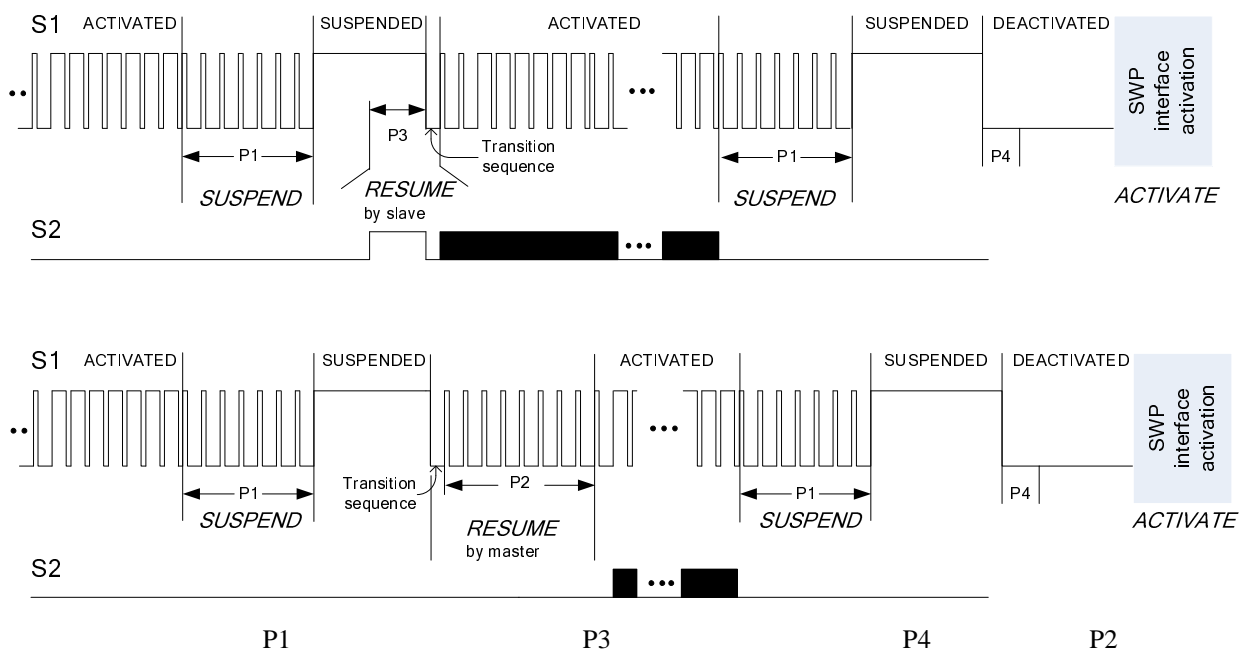 S1 ACTIVATED SUSPENDED ACTIVATED SUSPENDED DEACTIVATED
SWP interface activation
•• •••
P3
Transition sequence
P1 P1 P4
SUSPEND RESUME by slave SUSPEND ACTIVATE
S2
•••
S1 ACTIVATED SUSPENDED ACTIVATED SUSPENDED DEACTIVATED
SWP interface activation
•• •••
Transition sequence
P1 P2 P1 P4
SUSPEND RESUME by master SUSPEND ACTIVATE
S2
•••
P1 P3 P4 P2